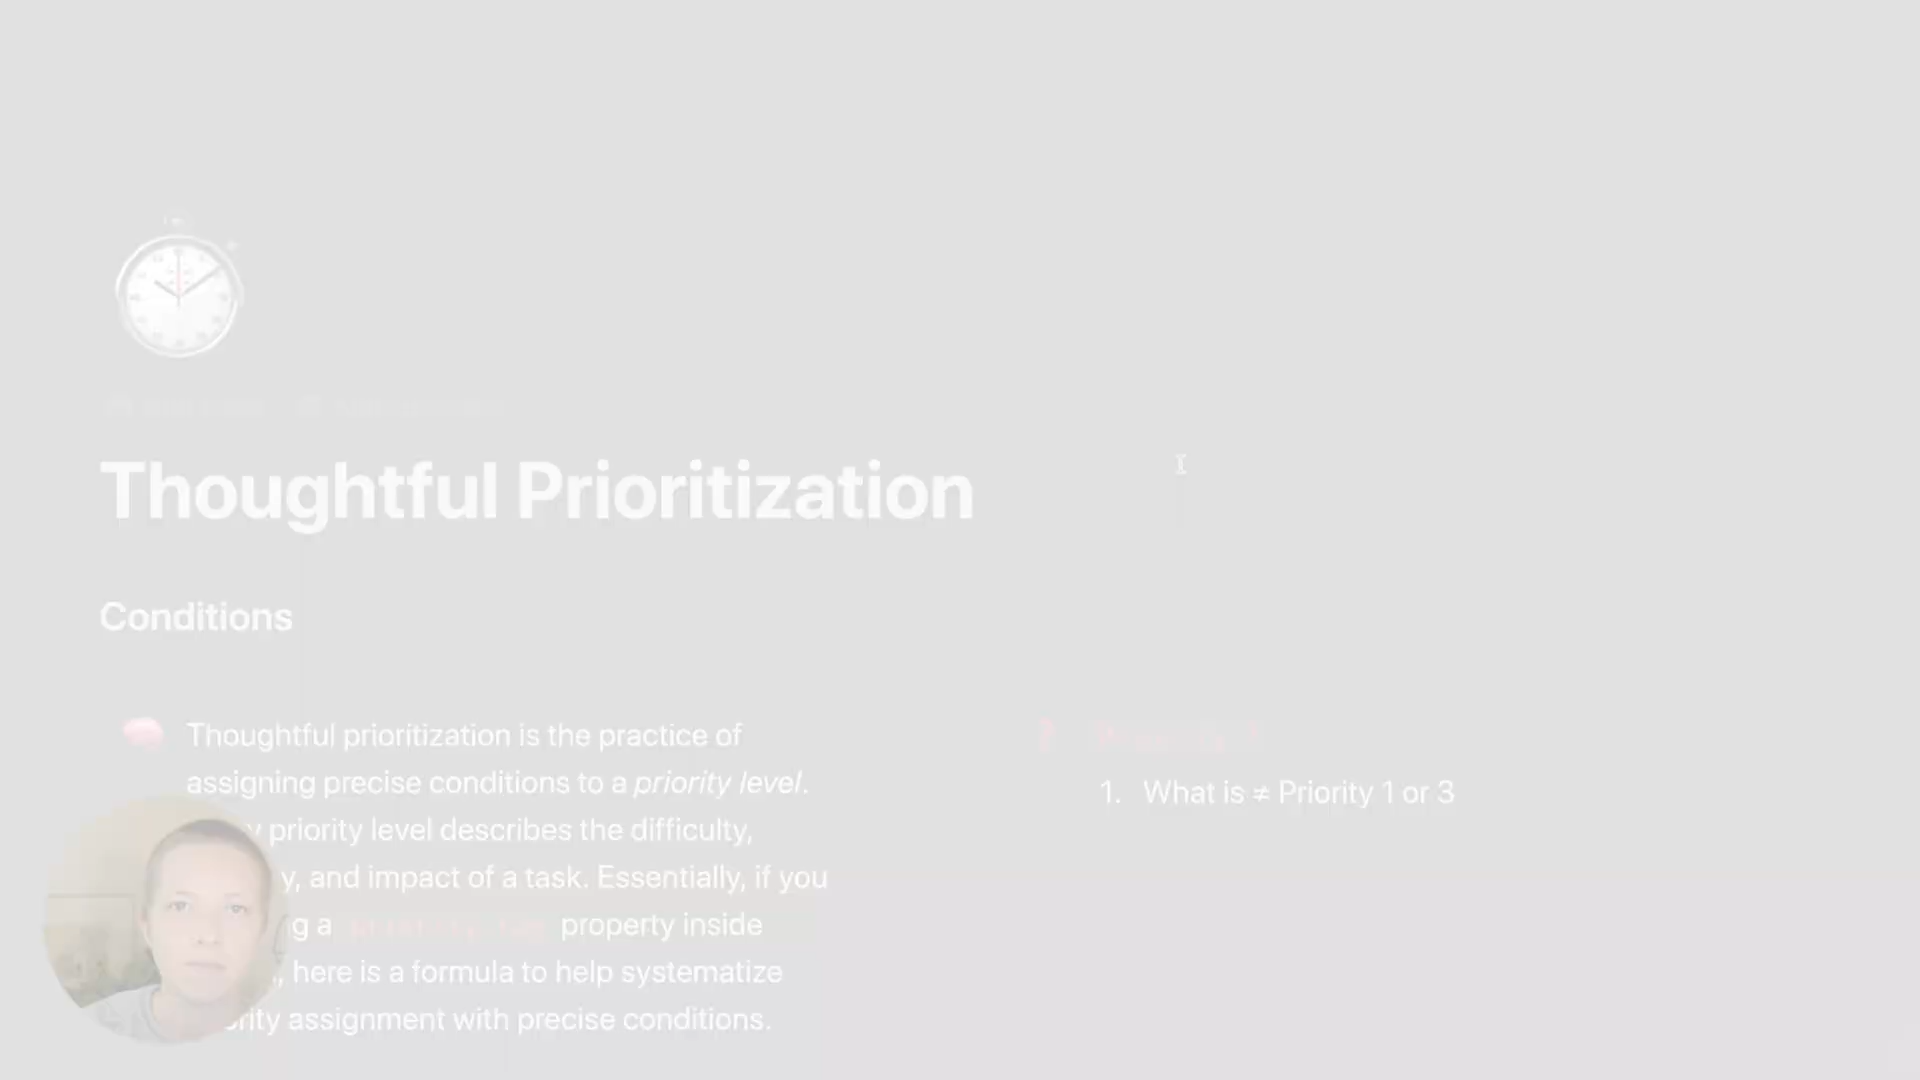 Thoughtful Prioritization
Conditions
Thoughtful prioritization is the practice of
assigning precise conditions to a priority level.
priority level describes the difficulty,
and impact of a task. Essentially, if you
a property inside
here is a formula to help systematize
assignment with precise conditions.
1. What is ≠ Priority 1 or 3